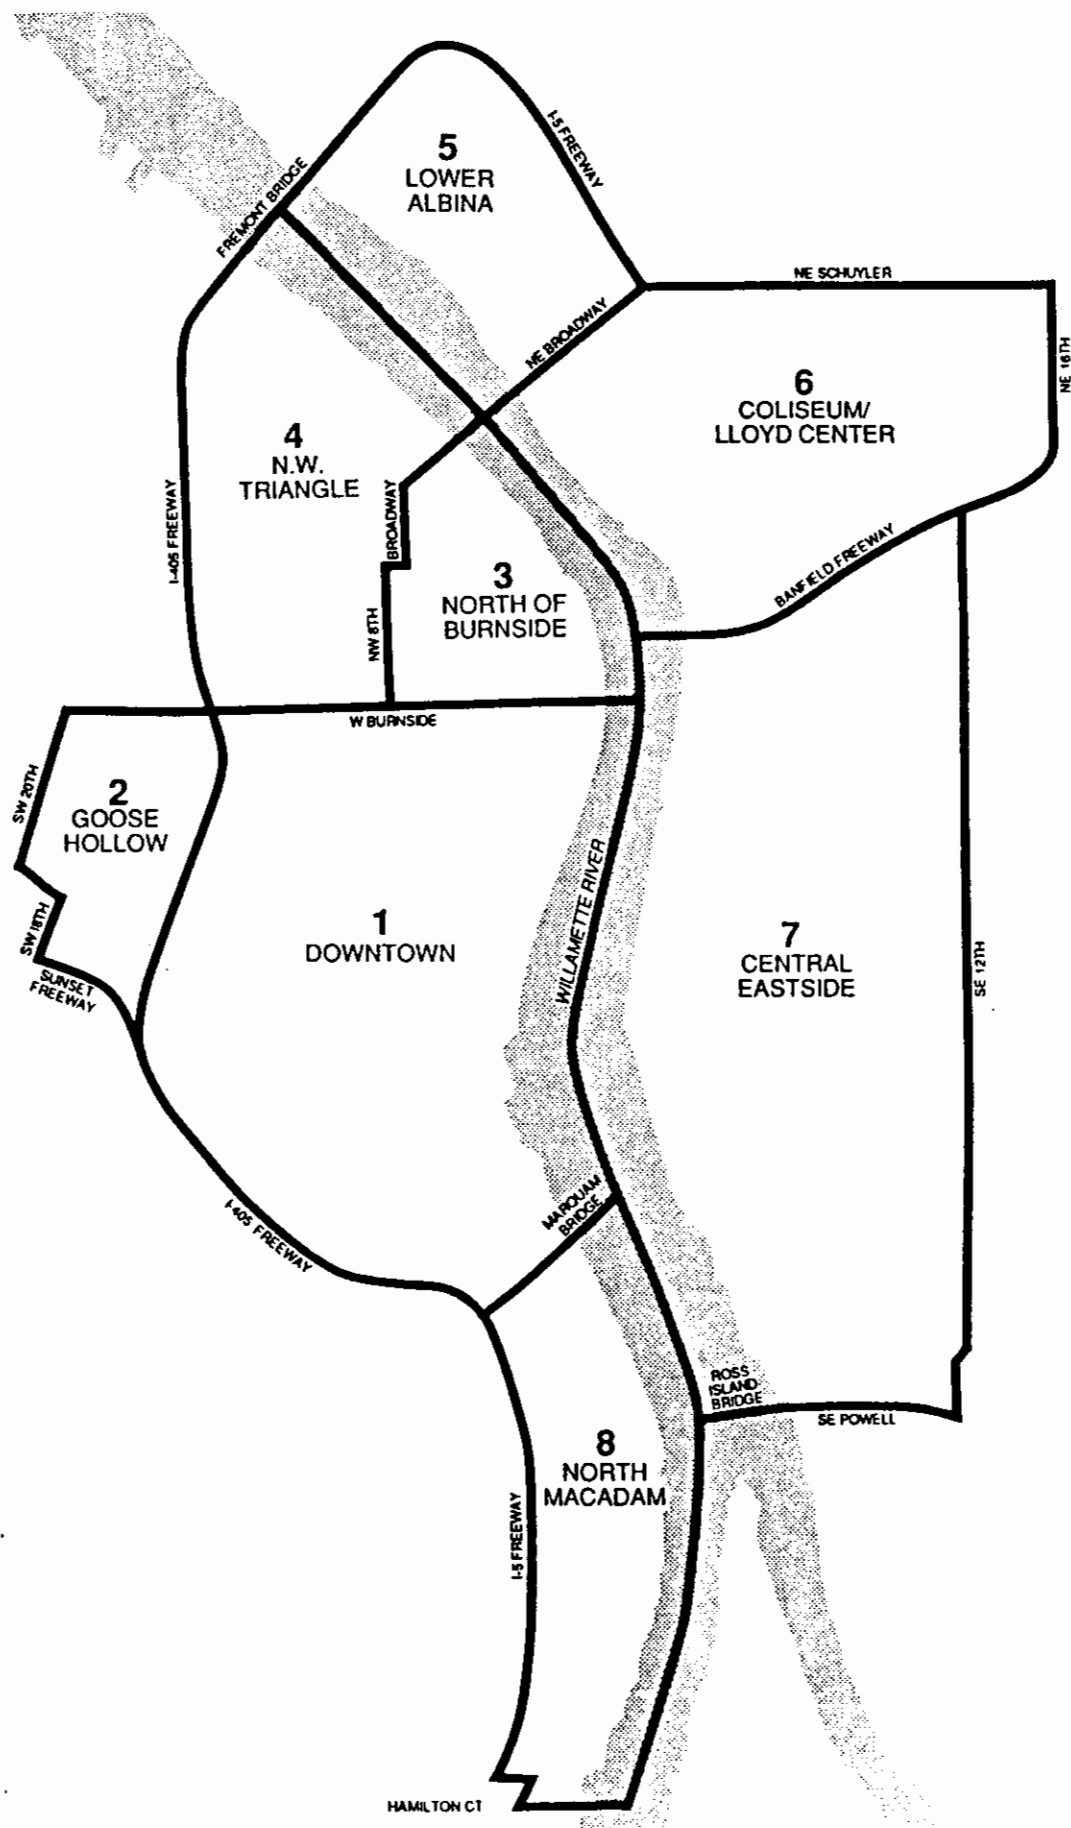 I-5 FREEWAY
5
LOWER
ALBINA
FREMONT BRIDGE
NE SCHUYLER
NE BROADWAY
NE 16TH
6
COLISEUM/
LLOYD CENTER
4
N.W.
TRIANGLE
I-405 FREEWAY
BROADWAY
BANFIELD FREEWAY
3
NORTH OF
BURNSIDE
NW 8TH
W BURNSIDE
SW 20TH
2
GOOSE
HOLLOW
SW 18TH
SUNSET
FREEWAY
1
DOWNTOWN
WILLAMETTE RIVER
7
CENTRAL
EASTSIDE
SE 12TH
MARQUAM
BRIDGE
I-405 FREEWAY
ROSS
ISLAND
BRIDGE
SE POWELL
8
NORTH
MACADAM
I-5 FREEWAY
HAMILTON CT